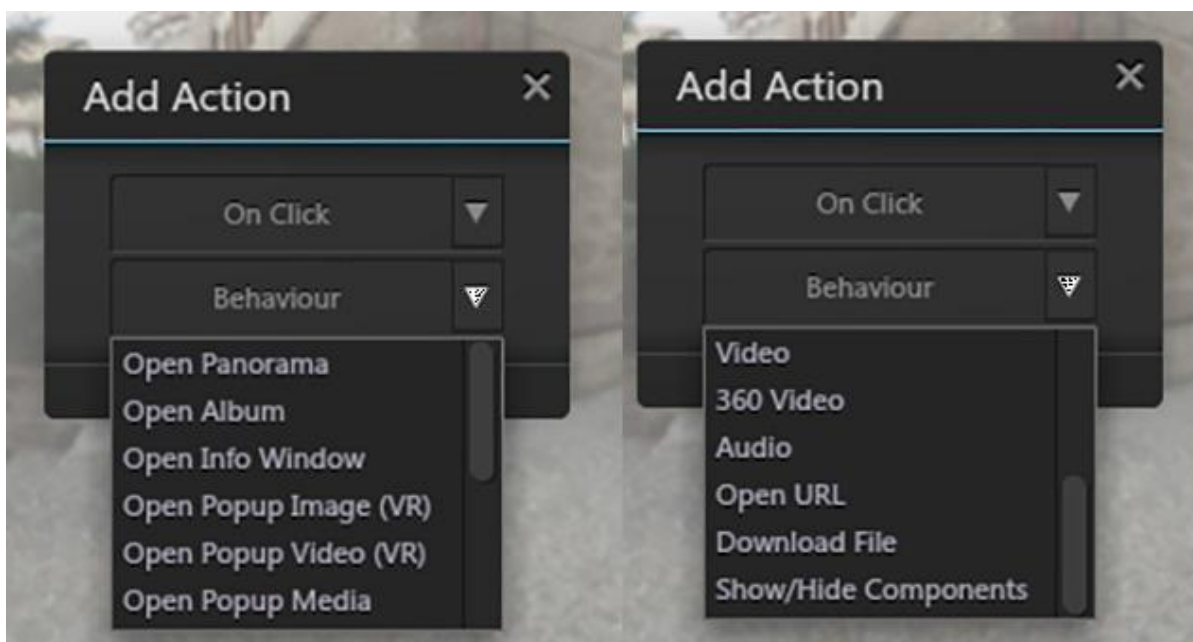 Add Action
On Click
Behaviour
Open Panorama
Open Album
Open Info Window
Open Popup Image (VR)
Open Popup Video (VR)
Open Popup Media
Add Action
On Click
Behaviour
Video
360 Video
Audio
Open URL
Download File
Show/Hide Components